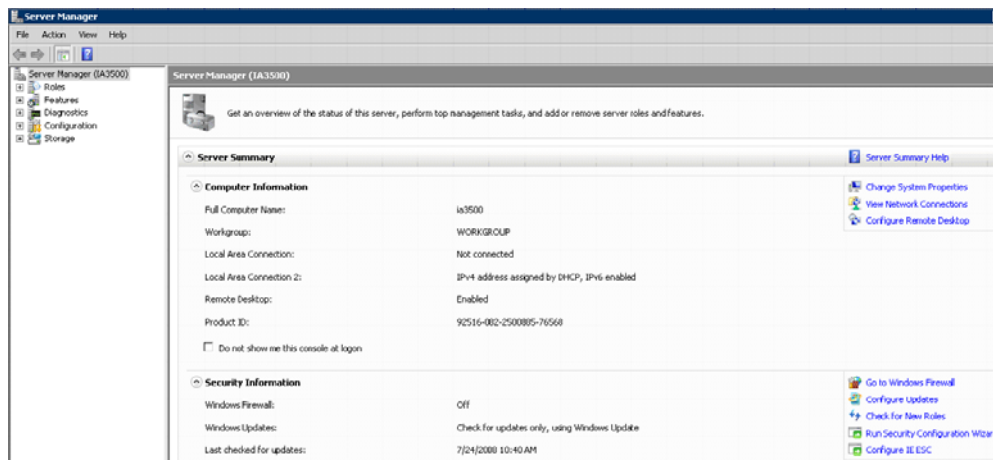 Server Manager
File Action View Help
Server Manager (IA3500)
Roles
Features
Diagnostics
Configuration
Storage
Server Manager (IA3500)
Get an overview of the status of this server, perform top management tasks, and add or remove server roles and features.
Server Summary
Server Summary Help
Computer Information
Change System Properties
View Network Connections
Configure Remote Desktop
Full Computer Name: ia3500
Workgroup: WORKGROUP
Local Area Connection: Not connected
Local Area Connection 2: IPv4 address assigned by DHCP, IPv6 enabled
Remote Desktop: Enabled
Product ID: 92516-082-2500885-76568
Do not show me this console at logon
Security Information
Go to Windows Firewall
Configure Updates
Check for New Roles
Run Security Configuration Wizar
Configure IE ESC
Windows Firewall: Off
Windows Updates: Check for updates only, using Windows Update
Last checked for updates: 7/24/2008 10:40 AM